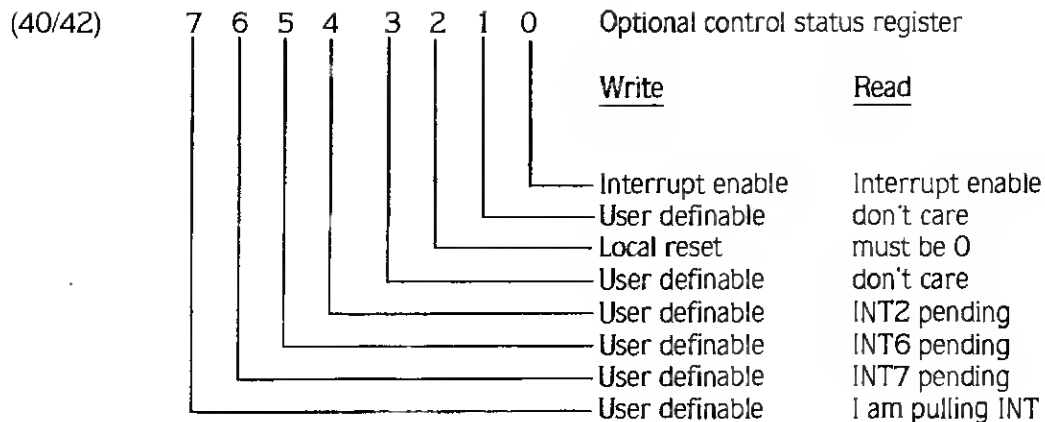 (40/42) 7 6 5 4 3 2 1 0 Optional control status register
Write Read
Interrupt enable Interrupt enable
User definable don't care
Local reset must be 0
User definable don't care
User definable INT2 pending
User definable INT6 pending
User definable INT7 pending
User definable I am pulling INT